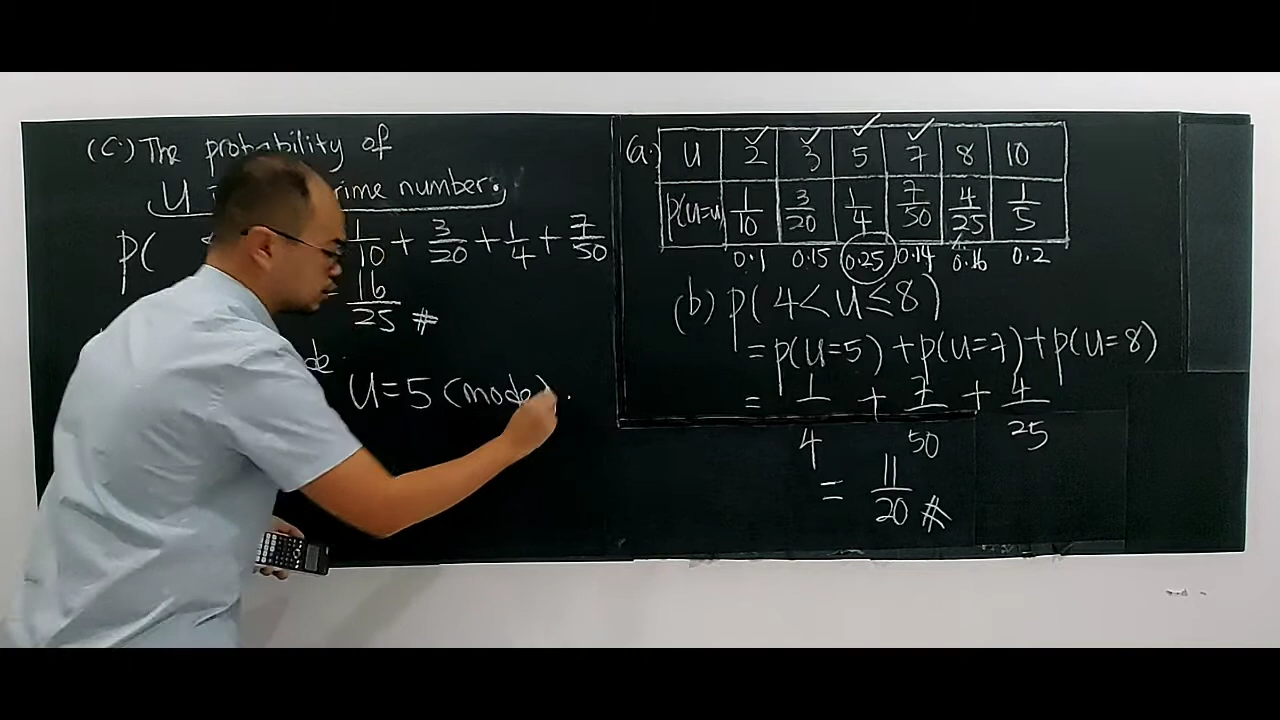 (C.) The probability of
U prime number.
P( 1/10 + 3/20 + 1/4 + 7/50
= 16/25 #
U=5 (mode).
(a.) U 2 3 5 7 8 10
P(U=u) 1/10 3/20 1/4 7/50 4/25 1/5
0.1 0.15 0.25 0.14 0.16 0.2
(b) P(4<U≤8)
=P(U=5)+P(U=7)+P(U=8)
= 1/4 + 7/50 + 4/25
= 11/20 #